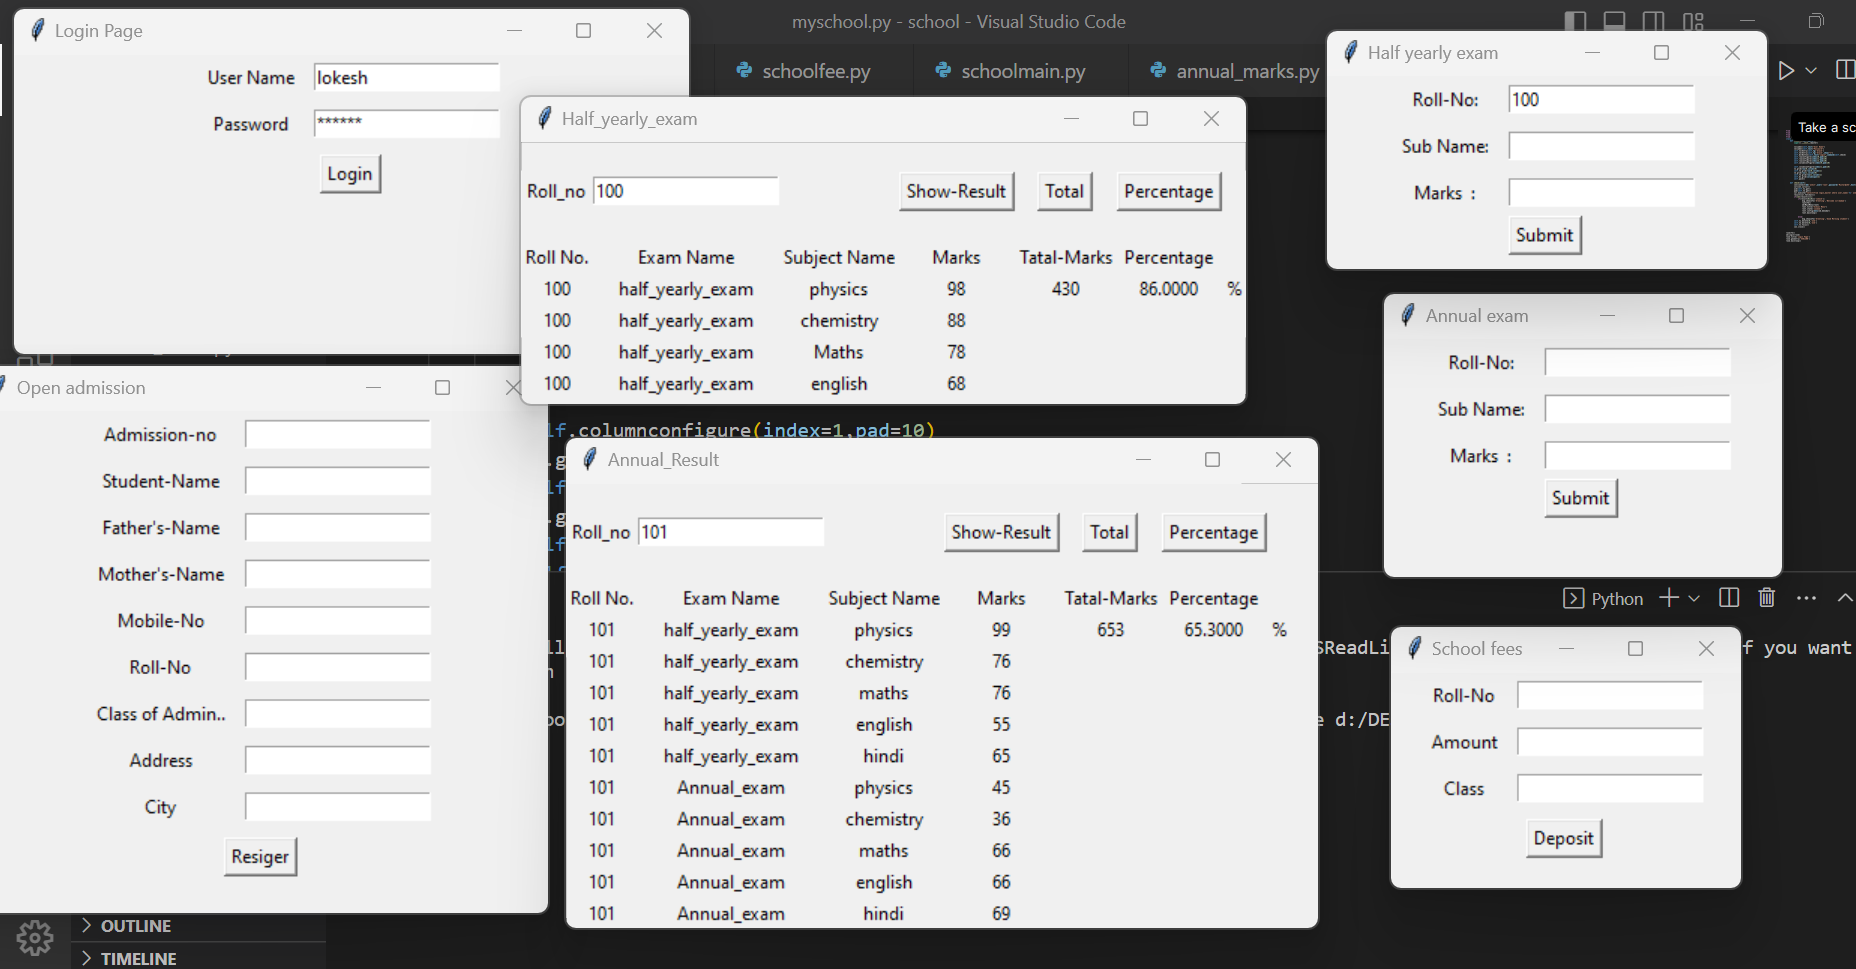 myschool.py - school - Visual Studio Code
schoolfee.py
schoolmain.py
annual_marks.py
Take a sc
Login Page
User Name lokesh
Password ******
Login
Half_yearly_exam
Roll_no 100 Show-Result Total Percentage
Roll No. Exam Name Subject Name Marks Tatal-Marks Percentage
100 half_yearly_exam physics 98 430 86.0000 %
100 half_yearly_exam chemistry 88
100 half_yearly_exam Maths 78
100 half_yearly_exam english 68
Half yearly exam
Roll-No: 100
Sub Name:
Marks :
Submit
Annual exam
Roll-No:
Sub Name:
Marks :
Submit
Open admission
Admission-no
Student-Name
Father's-Name
Mother's-Name
Mobile-No
Roll-No
Class of Admin..
Address
City
Resiger
lf.columnconfigure(index=1,pad=10)
.g
lf
.g
lf
Annual_Result
Roll_no 101 Show-Result Total Percentage
Roll No. Exam Name Subject Name Marks Tatal-Marks Percentage
101 half_yearly_exam physics 99 653 65.3000 %
101 half_yearly_exam chemistry 76
101 half_yearly_exam maths 76
101 half_yearly_exam english 55
101 half_yearly_exam hindi 65
101 Annual_exam physics 45
101 Annual_exam chemistry 36
101 Annual_exam maths 66
101 Annual_exam english 66
101 Annual_exam hindi 69
Python
SReadLi
f you want
e d:/DE
School fees
Roll-No
Amount
Class
Deposit
OUTLINE
TIMELINE